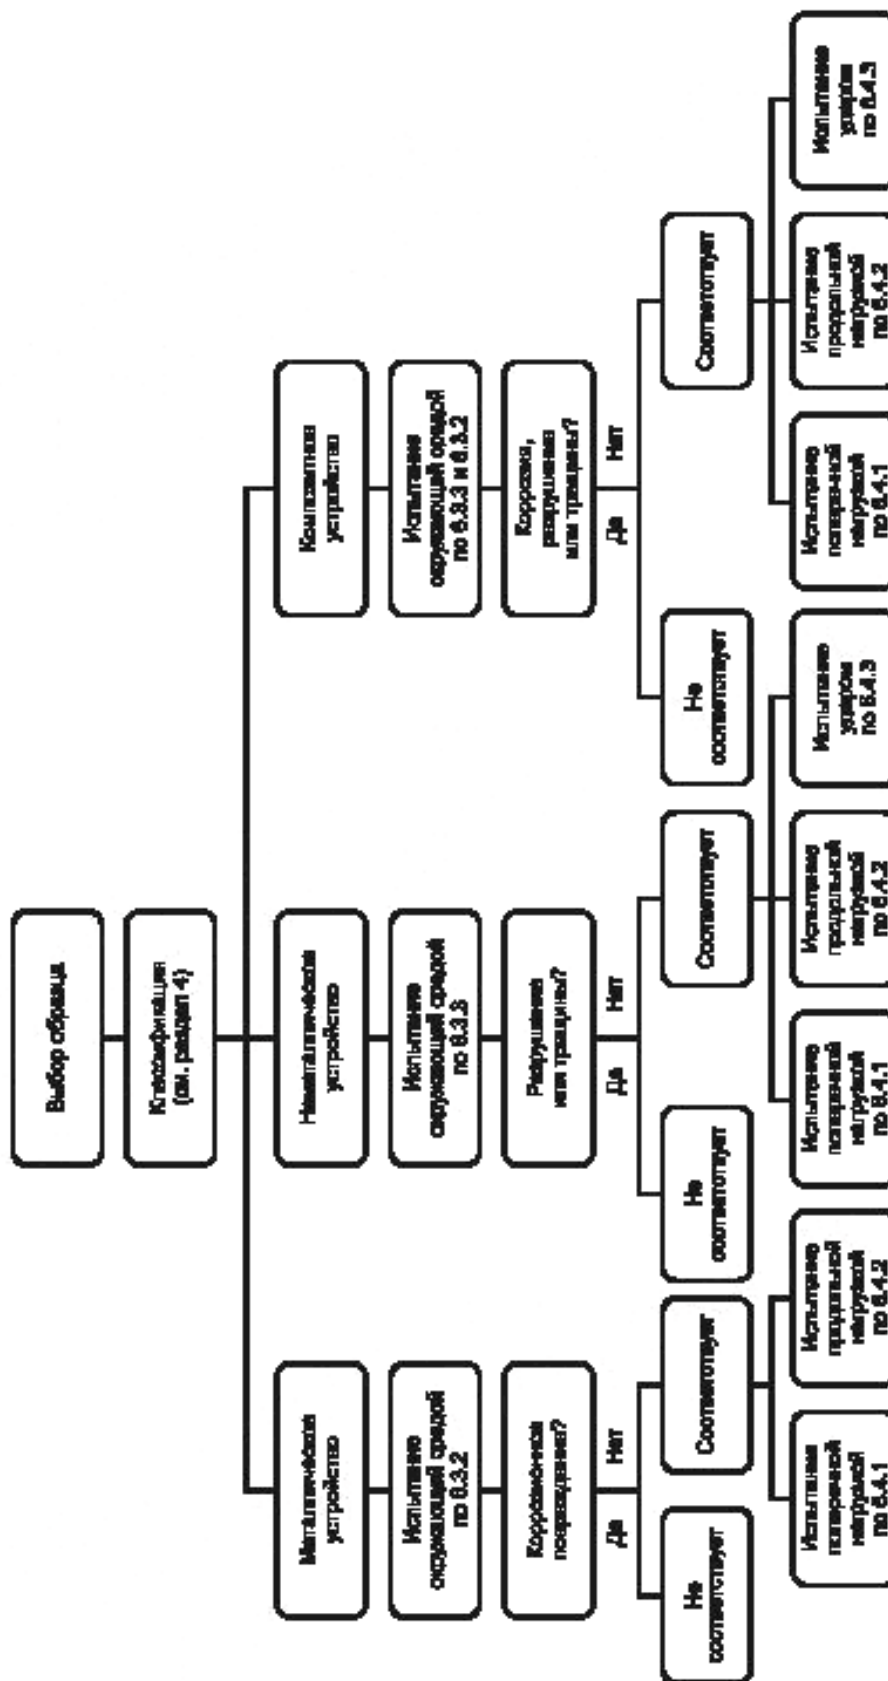 Выбор образца
Классификация
(см. раздел 4)
Металлическое
устройство
Неметаллическое
устройство
Композитное
устройство
Испытание
окружающей средой
по 6.3.2
Испытание
окружающей средой
по 6.3.3
Испытание
окружающей средой
по 6.3.3 и 6.3.2
Коррозионное
повреждение?
Разрушения
или трещины?
Коррозия,
разрушения
или трещины?
Да
Нет
Да
Нет
Да
Нет
Не
соответствует
Соответствует
Не
соответствует
Соответствует
Не
соответствует
Соответствует
Испытание
поперечной
нагрузкой
по 6.4.1
Испытание
продольной
нагрузкой
по 6.4.2
Испытание
поперечной
нагрузкой
по 6.4.1
Испытание
продольной
нагрузкой
по 6.4.2
Испытание
ударом
по 6.4.3
Испытание
поперечной
нагрузкой
по 6.4.1
Испытание
продольной
нагрузкой
по 6.4.2
Испытание
ударом
по 6.4.3